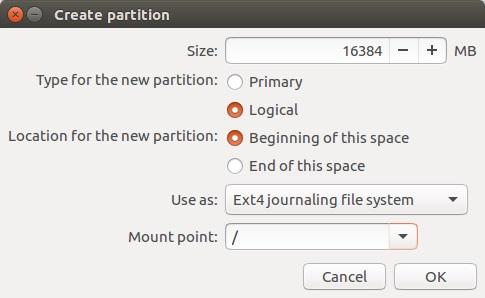 Create partition
Size: 16384 − + MB
Type for the new partition: Primary
Logical
Location for the new partition: Beginning of this space
End of this space
Use as: Ext4 journaling file system
Mount point: /
Cancel OK